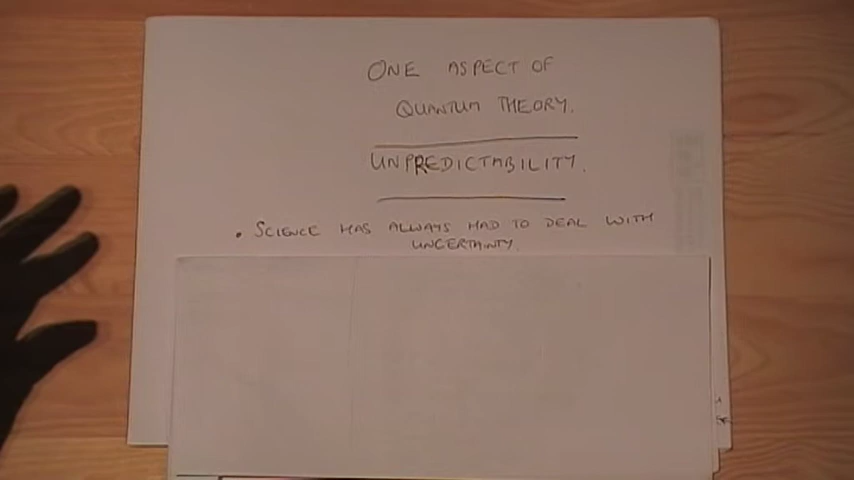 ONE ASPECT OF
QUANTUM THEORY.
UNPREDICTABILITY.
• SCIENCE HAS ALWAYS HAD TO DEAL WITH
UNCERTAINTY.